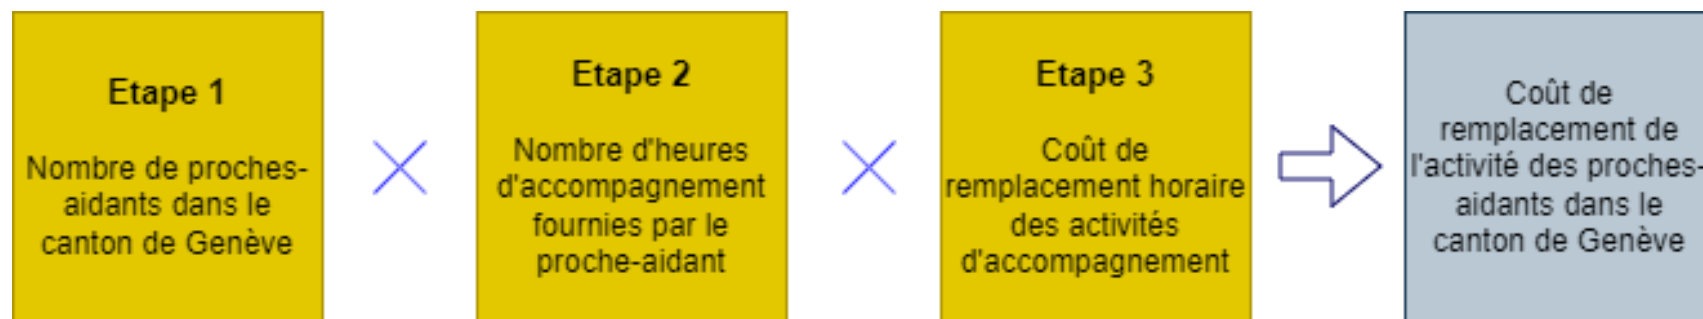 Etape 1
Nombre de proches-
aidants dans le
canton de Genève
Etape 2
Nombre d'heures
d'accompagnement
fournies par le
proche-aidant
Etape 3
Coût de
remplacement horaire
des activités
d'accompagnement
Coût de
remplacement de
l'activité des proches-
aidants dans le
canton de Genève